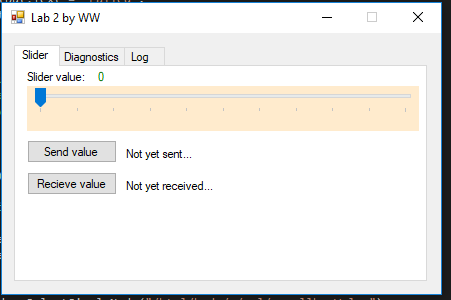 Lab 2 by WW
Slider Diagnostics Log
Slider value: 0
Send value Not yet sent...
Recieve value Not yet received...